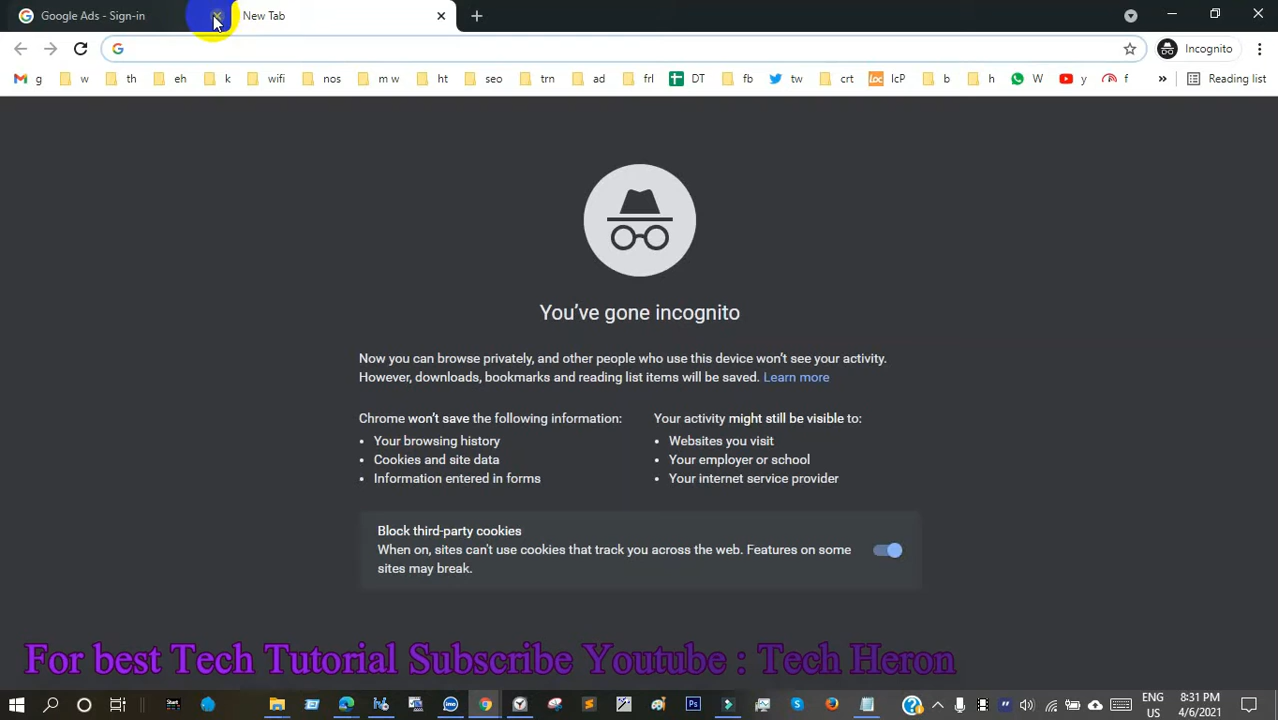 Google Ads - Sign-in
New Tab
Incognito
g w th eh k wifi nos m w ht seo trn ad frl DT fb tw crt LOC lcP b h W y f » Reading list
You've gone incognito
Now you can browse privately, and other people who use this device won't see your activity.
However, downloads, bookmarks and reading list items will be saved. Learn more
Chrome won't save the following information:
• Your browsing history
• Cookies and site data
• Information entered in forms
Your activity might still be visible to:
• Websites you visit
• Your employer or school
• Your internet service provider
Block third-party cookies
When on, sites can't use cookies that track you across the web. Features on some
sites may break.
For best Tech Tutorial Subscribe Youtube : Tech Heron
ENG
US
8:31 PM
4/6/2021